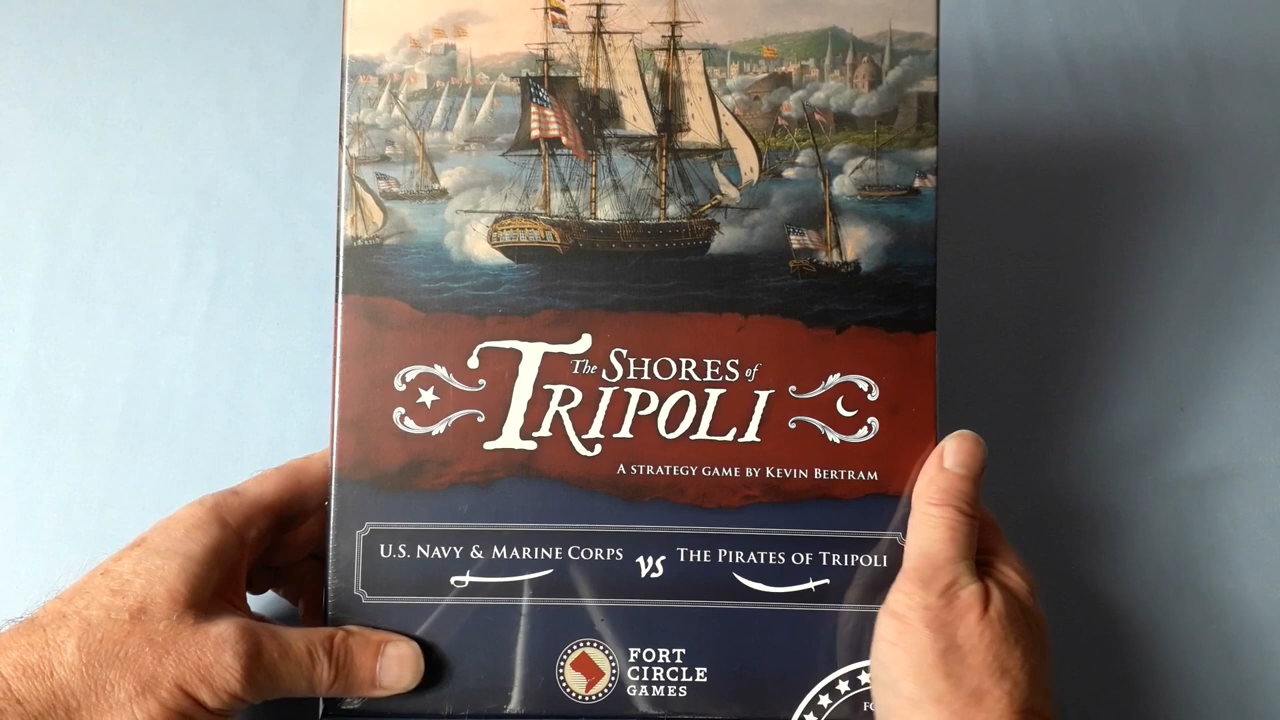 The SHORES of
TRIPOLI
A STRATEGY GAME BY KEVIN BERTRAM
U.S. NAVY & MARINE CORPS vs THE PIRATES OF TRIPOLI
FORT
CIRCLE
GAMES